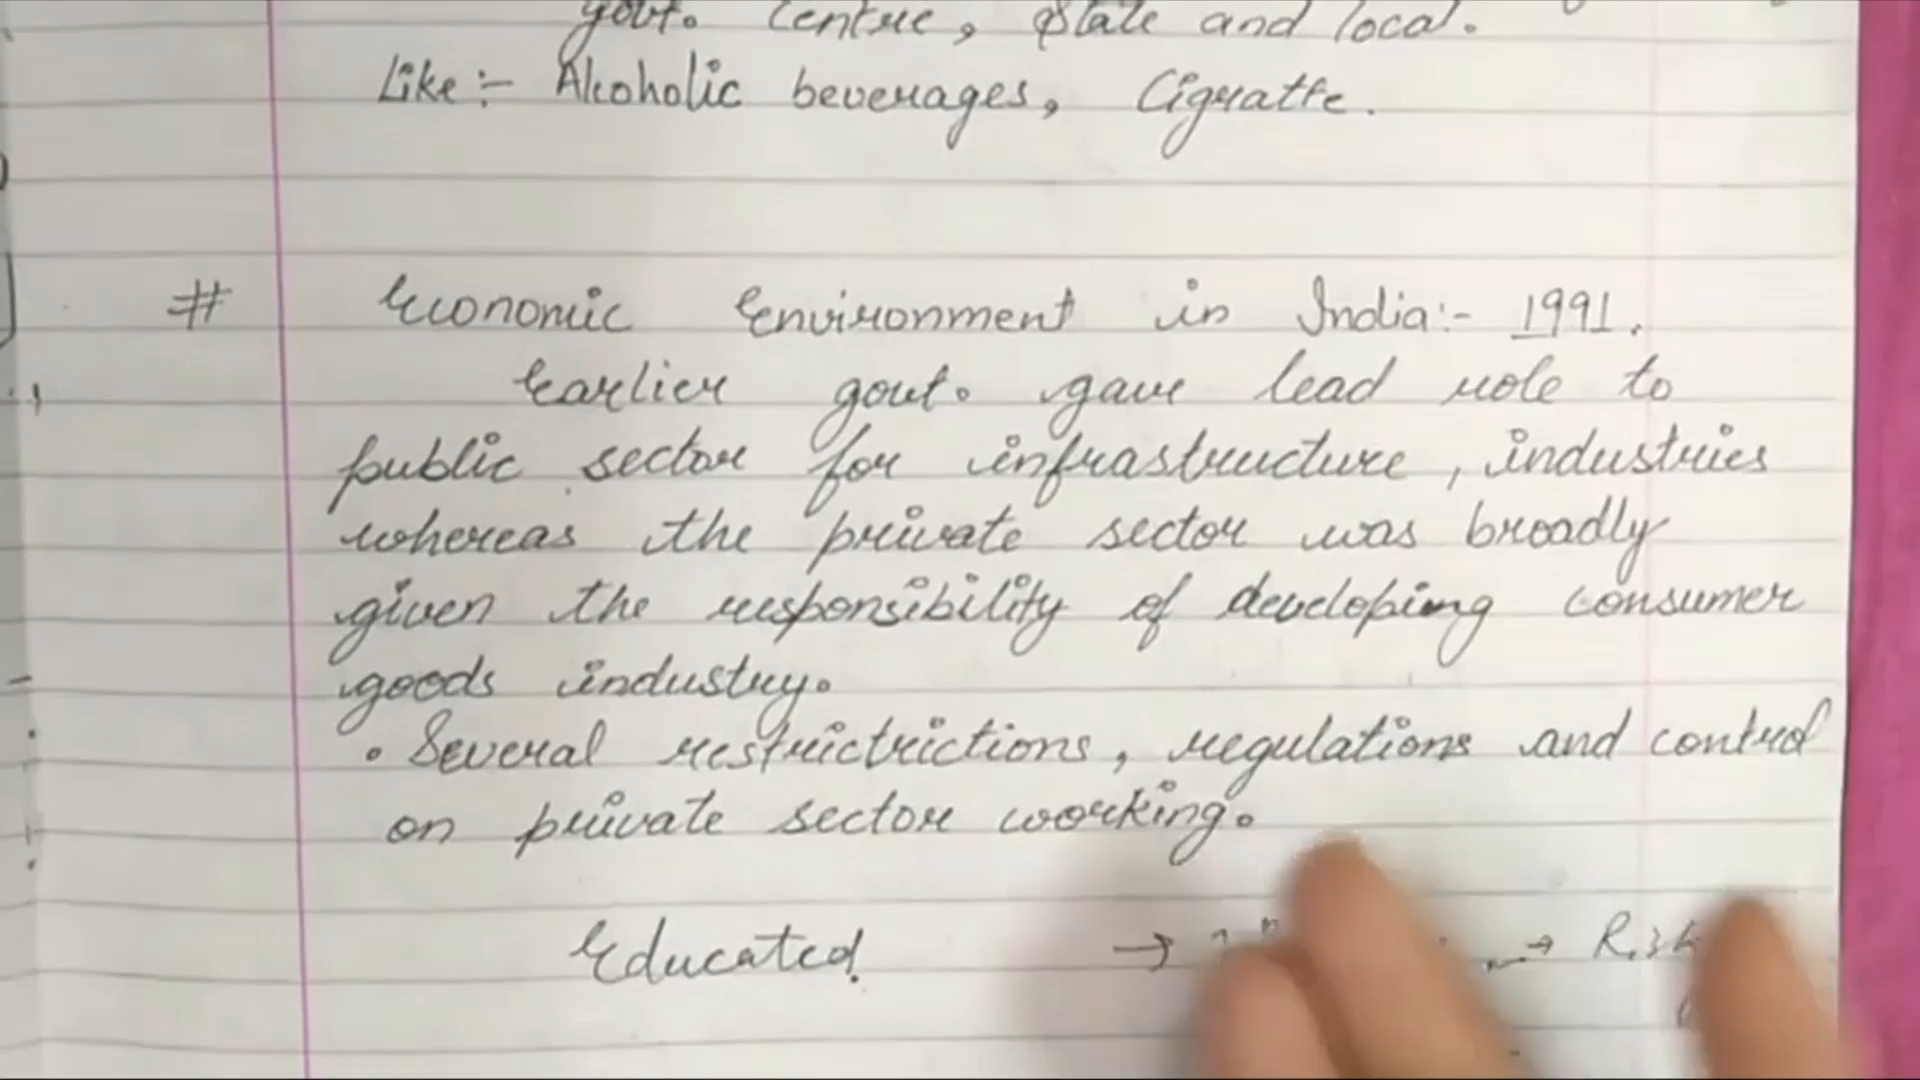 govt. Centre, State and local.
Like:- Alcoholic beverages, Cigratte.
# Economic Environment in India:- 1991.
Earlier govt. gave lead role to
public sector for infrastructure, industries
whereas the private sector was broadly
given the responsibility of developing consumer
goods industry.
• Several restrictrictions, regulations and control
on private sector working.
Educated. → →